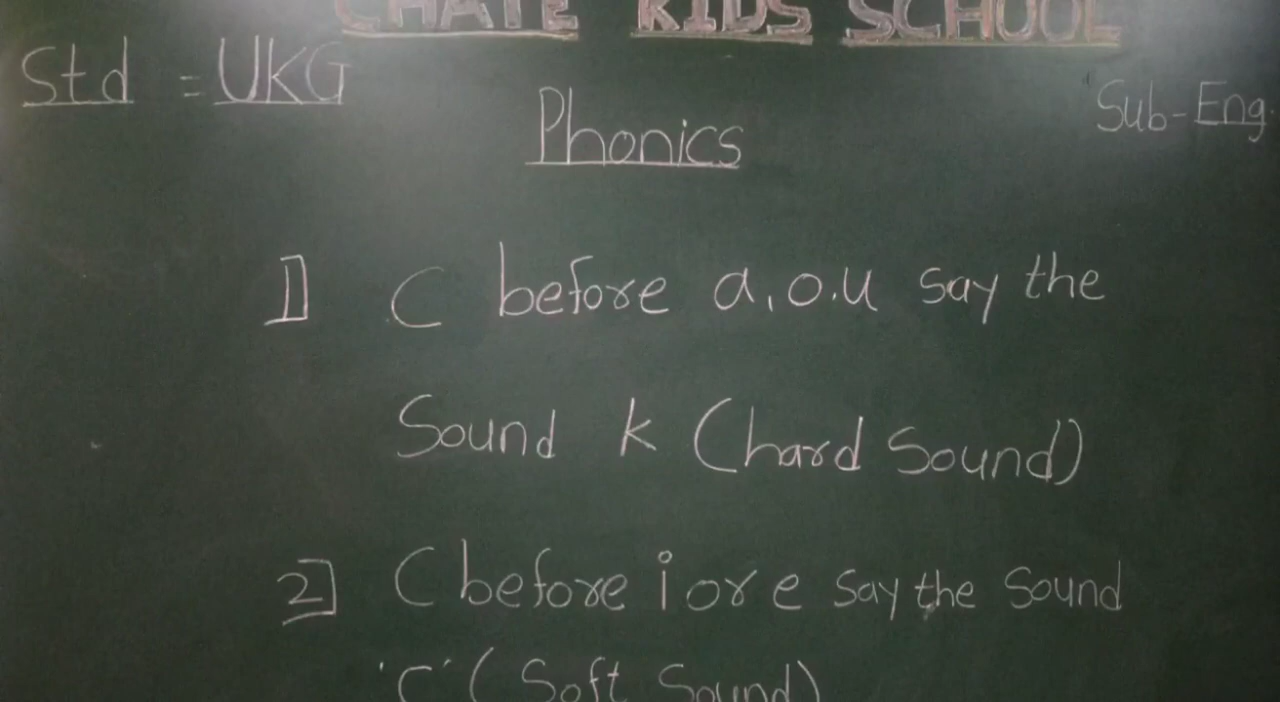 CHATE KIDS SCHOOL
Std = UKG
Sub-Eng.
Phonics
1] C before a,o.u say the
Sound k (hard Sound)
2] C before i or e say the Sound
'C' (Soft Sound)